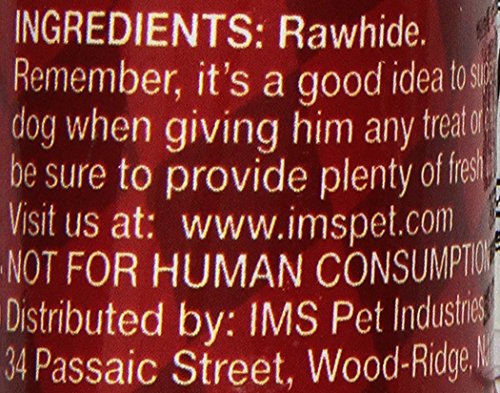 INGREDIENTS: Rawhide.
Remember, it's a good idea to
dog when giving him any treat or
be sure to provide plenty of fresh
Visit us at: www.imspet.com
NOT FOR HUMAN CONSUMPTION
Distributed by: IMS Pet Industries,
34 Passaic Street, Wood-Ridge,